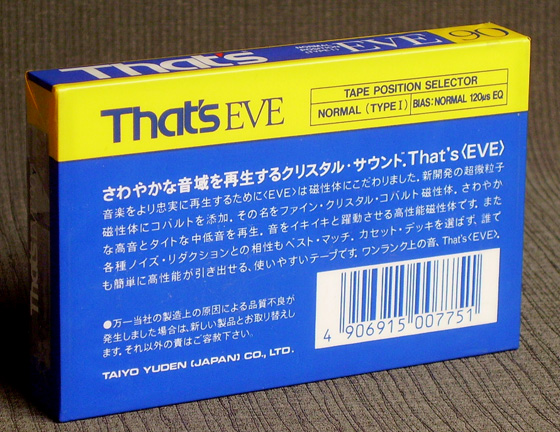 That's EVE 90
NORMAL POSITION
TYPE I
That's EVE
TAPE POSITION SELECTOR
NORMAL (TYPE I) BIAS: NORMAL 120μs EQ
さわやかな音域を再生するクリスタル・サウンド。That's〈EVE〉
音楽をより忠実に再生するために〈EVE〉は磁性体にこだわりました。新開発の超微粒子
磁性体にコバルトを添加。その名をファイン・クリスタル・コバルト磁性体。さわやか
な高音とタイトな中低音を再生。音をイキイキと躍動させる高性能磁性体です。また
各種ノイズ・リダクションとの相性もベスト・マッチ。カセット・デッキを選ばず、誰で
も簡単に高性能が引き出せる、使いやすいテープです。ワンランク上の音、That's〈EVE〉。
●万一当社の製造上の原因による品質不良が
発生しました場合は、新しい製品とお取り替えし
ます。それ以外の責はご容赦下さい。
TAIYO YUDEN (JAPAN) CO., LTD.
4 906915 007751